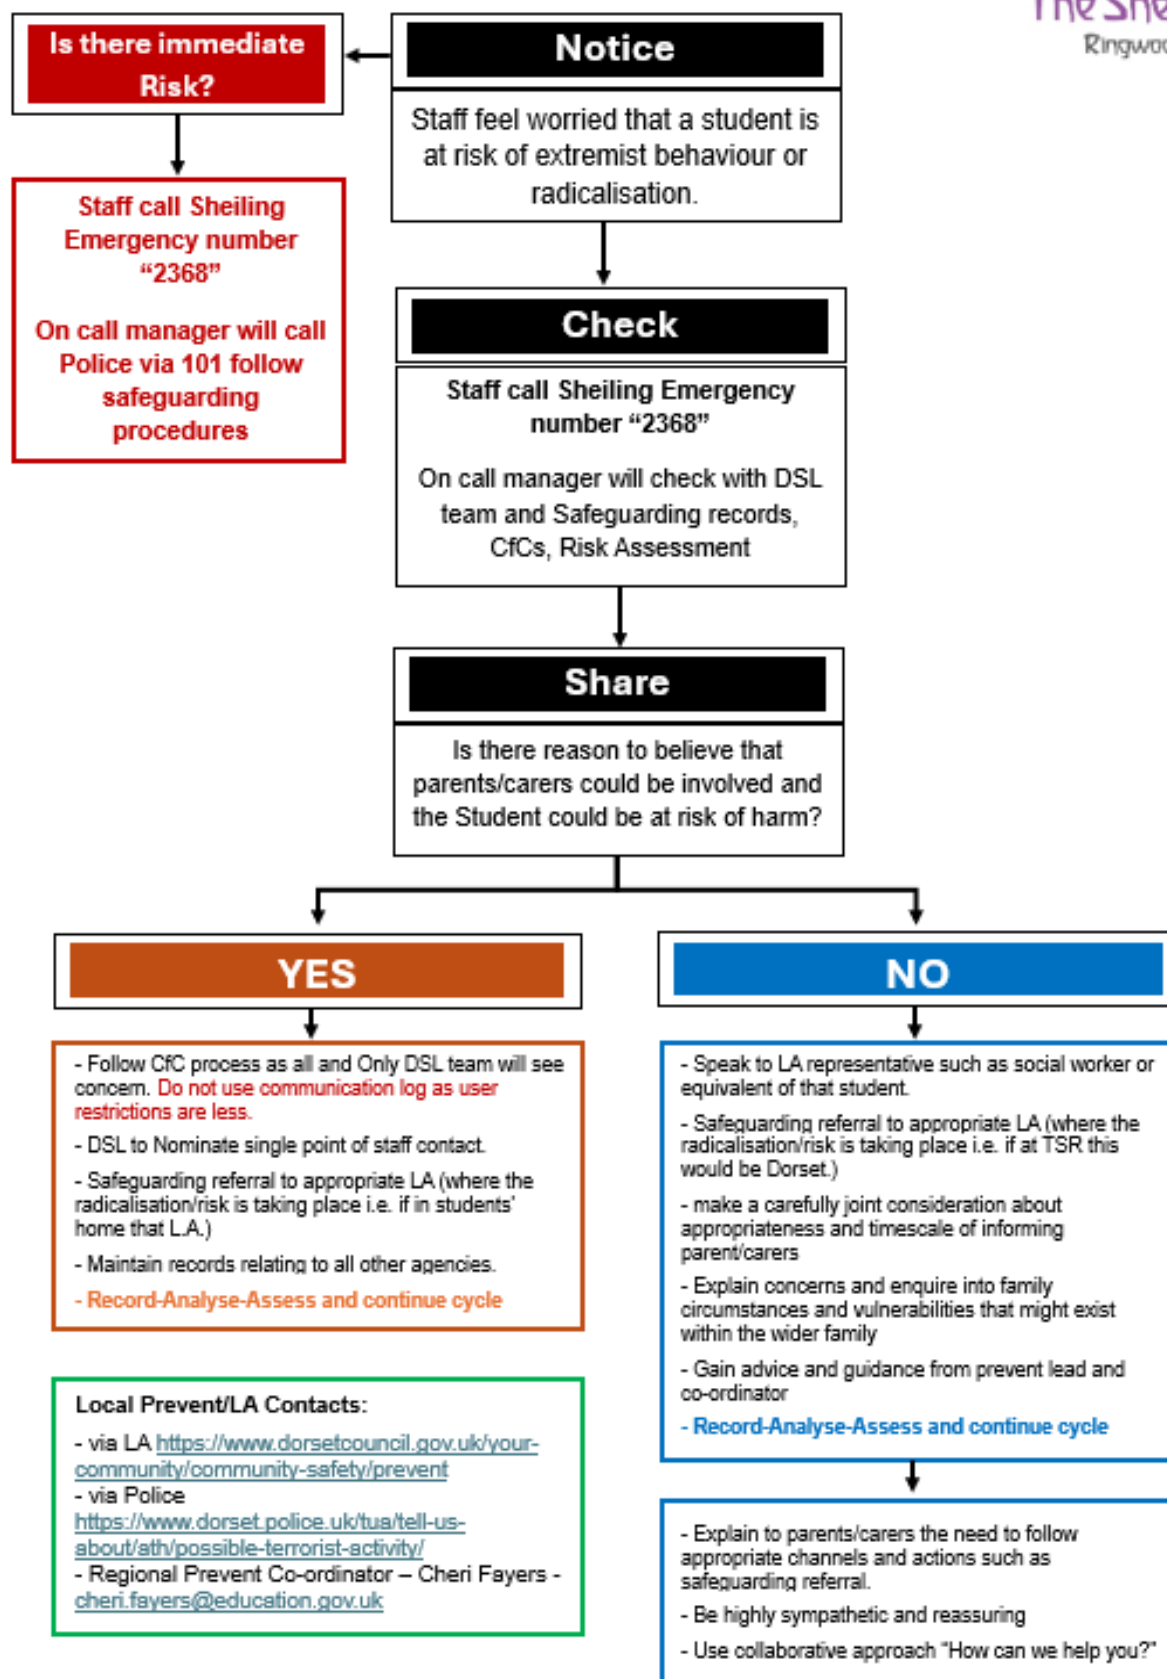 The She
Ringwoo
Is there immediate
Risk?
Notice
Staff feel worried that a student is
at risk of extremist behaviour or
radicalisation.
Staff call Sheiling
Emergency number
“2368”
On call manager will call
Police via 101 follow
safeguarding
procedures
Check
Staff call Sheiling Emergency
number “2368”
On call manager will check with DSL
team and Safeguarding records,
CfCs, Risk Assessment
Share
Is there reason to believe that
parents/carers could be involved and
the Student could be at risk of harm?
YES
- Follow CfC process as all and Only DSL team will see
concern. Do not use communication log as user
restrictions are less.
- DSL to Nominate single point of staff contact.
- Safeguarding referral to appropriate LA (where the
radicalisation/risk is taking place i.e. if in students’
home that L.A.)
- Maintain records relating to all other agencies.
- Record-Analyse-Assess and continue cycle
Local Prevent/LA Contacts:
- via LA https://www.dorsetcouncil.gov.uk/your-
community/community-safety/prevent
- via Police
https://www.dorset.police.uk/tua/tell-us-
about/ath/possible-terrorist-activity/
- Regional Prevent Co-ordinator – Cheri Fayers -
cheri.fayers@education.gov.uk
NO
- Speak to LA representative such as social worker or
equivalent of that student.
- Safeguarding referral to appropriate LA (where the
radicalisation/risk is taking place i.e. if at TSR this
would be Dorset.)
- make a carefully joint consideration about
appropriateness and timescale of informing
parent/carers
- Explain concerns and enquire into family
circumstances and vulnerabilities that might exist
within the wider family
- Gain advice and guidance from prevent lead and
co-ordinator
- Record-Analyse-Assess and continue cycle
- Explain to parents/carers the need to follow
appropriate channels and actions such as
safeguarding referral.
- Be highly sympathetic and reassuring
- Use collaborative approach “How can we help you?”